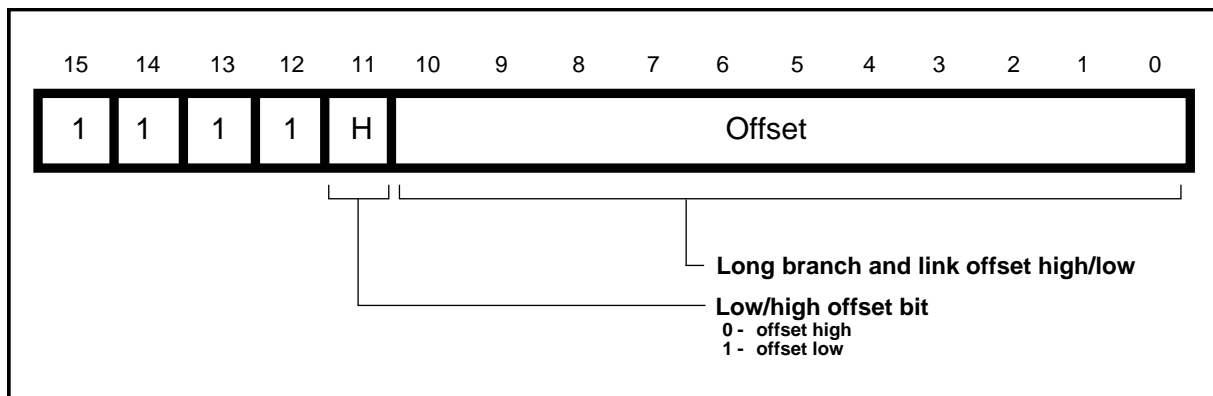 15 14 13 12 11 10 9 8 7 6 5 4 3 2 1 0
1 1 1 1 H Offset
Long branch and link offset high/low
Low/high offset bit
0 - offset high
1 - offset low